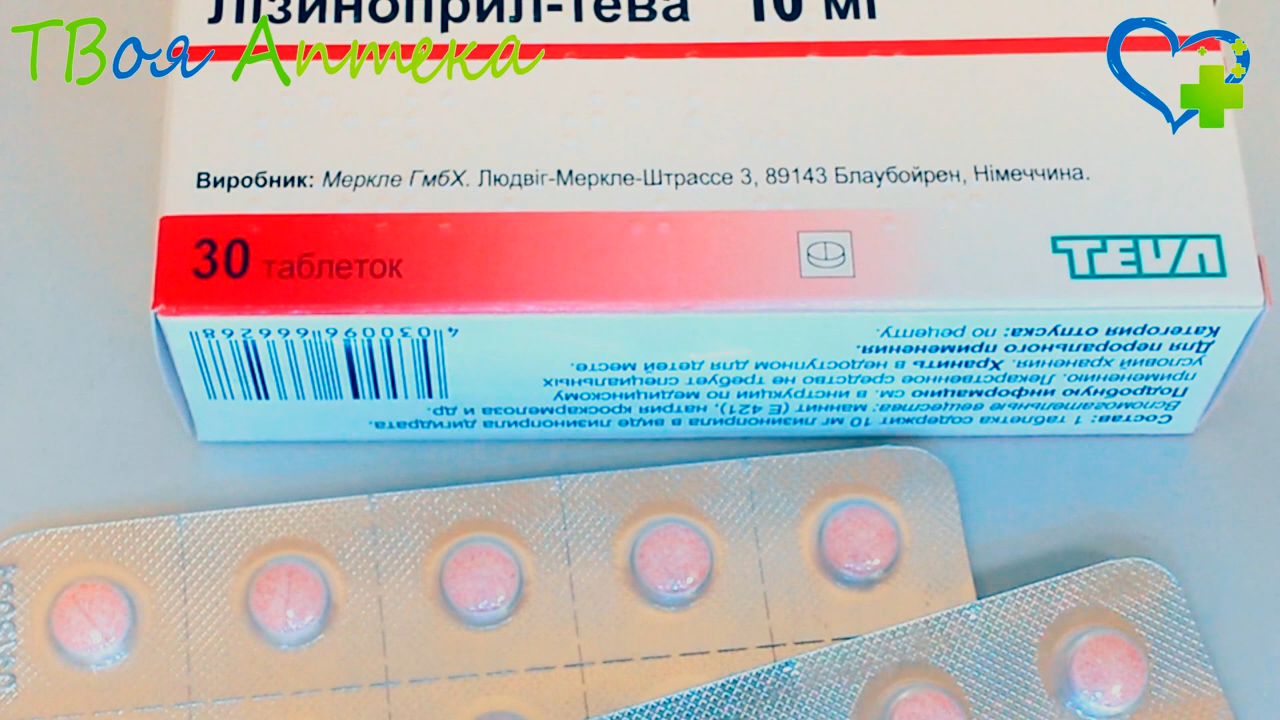 Лізиноприл-Тева 10 мг
ТВоя Аптека
Виробник: Меркле ГмбХ. Людвіг-Меркле-Штрассе 3, 89143 Блаубойрен, Німеччина.
30 таблеток
TEVA
4 030096 666268
Состав: 1 таблетка содержит 10 мг лизиноприла в виде лизиноприла дигидрата.
Вспомогательные вещества: маннит (Е 421), натрия кроскармеллоза и др.
Подробную информацию см. в инструкции по медицинскому
применению. Лекарственное средство не требует специальных
условий хранения. Хранить в недоступном для детей месте.
Для перорального применения.
Категория отпуска: по рецепту.